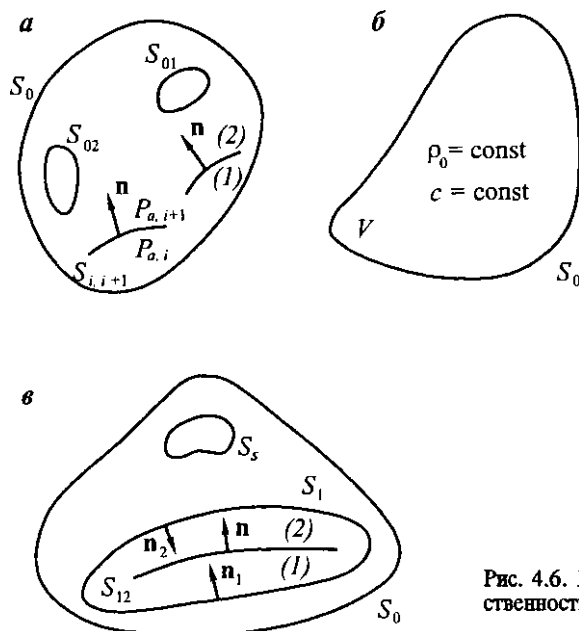 а
S₀
S₀₁
S₀₂
n
(2)
(1)
n
Pₐ, ᵢ₊₁
Pₐ, ᵢ
Sᵢ, ᵢ₊₁
б
ρ₀= const
c = const
V
S₀
в
Sₛ
S₁
n₂
n
(2)
S₁₂
n₁
(1)
S₀
Рис. 4.6.
ственность